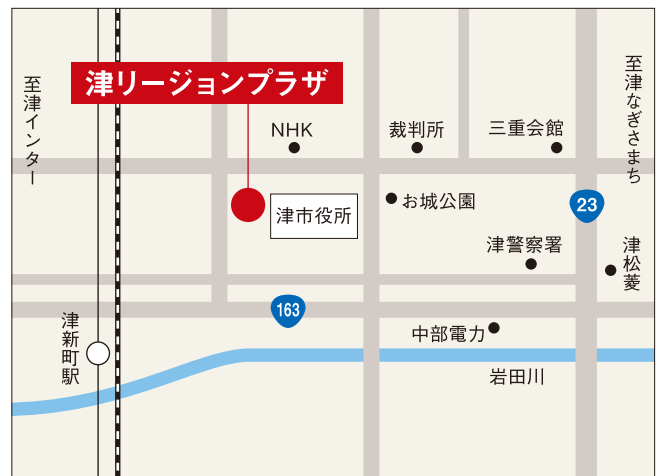 津リージョンプラザ
至津インター
至津なぎさまち
NHK
裁判所
三重会館
津市役所
お城公園
23
津警察署
津松菱
163
津新町駅
中部電力
岩田川